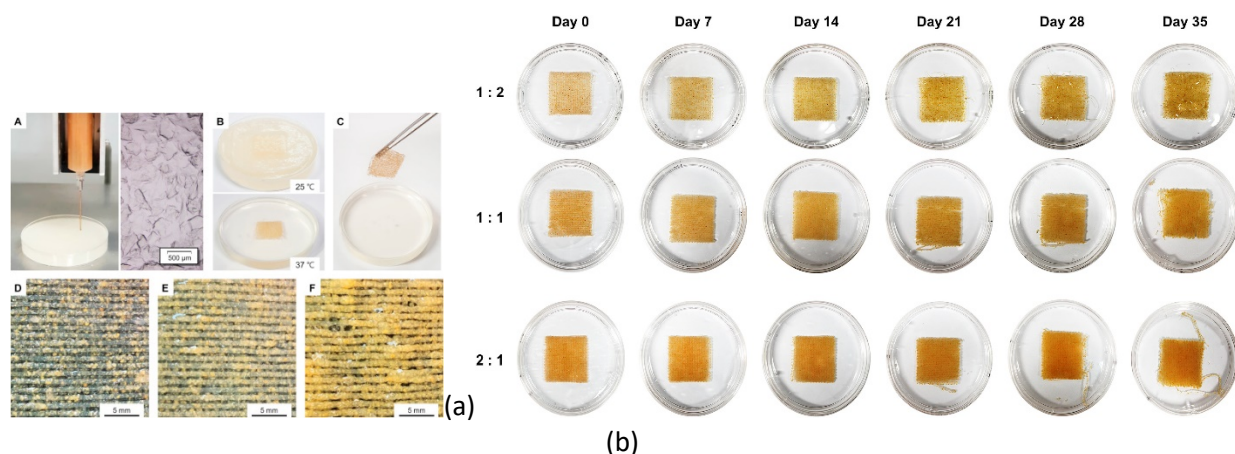 Day 0 Day 7 Day 14 Day 21 Day 28 Day 35
1 : 2
A
B
C
500 µm
25 ℃
37 ℃
1 : 1
D
E
F
5 mm
5 mm
5 mm
(a)
2 : 1
(b)